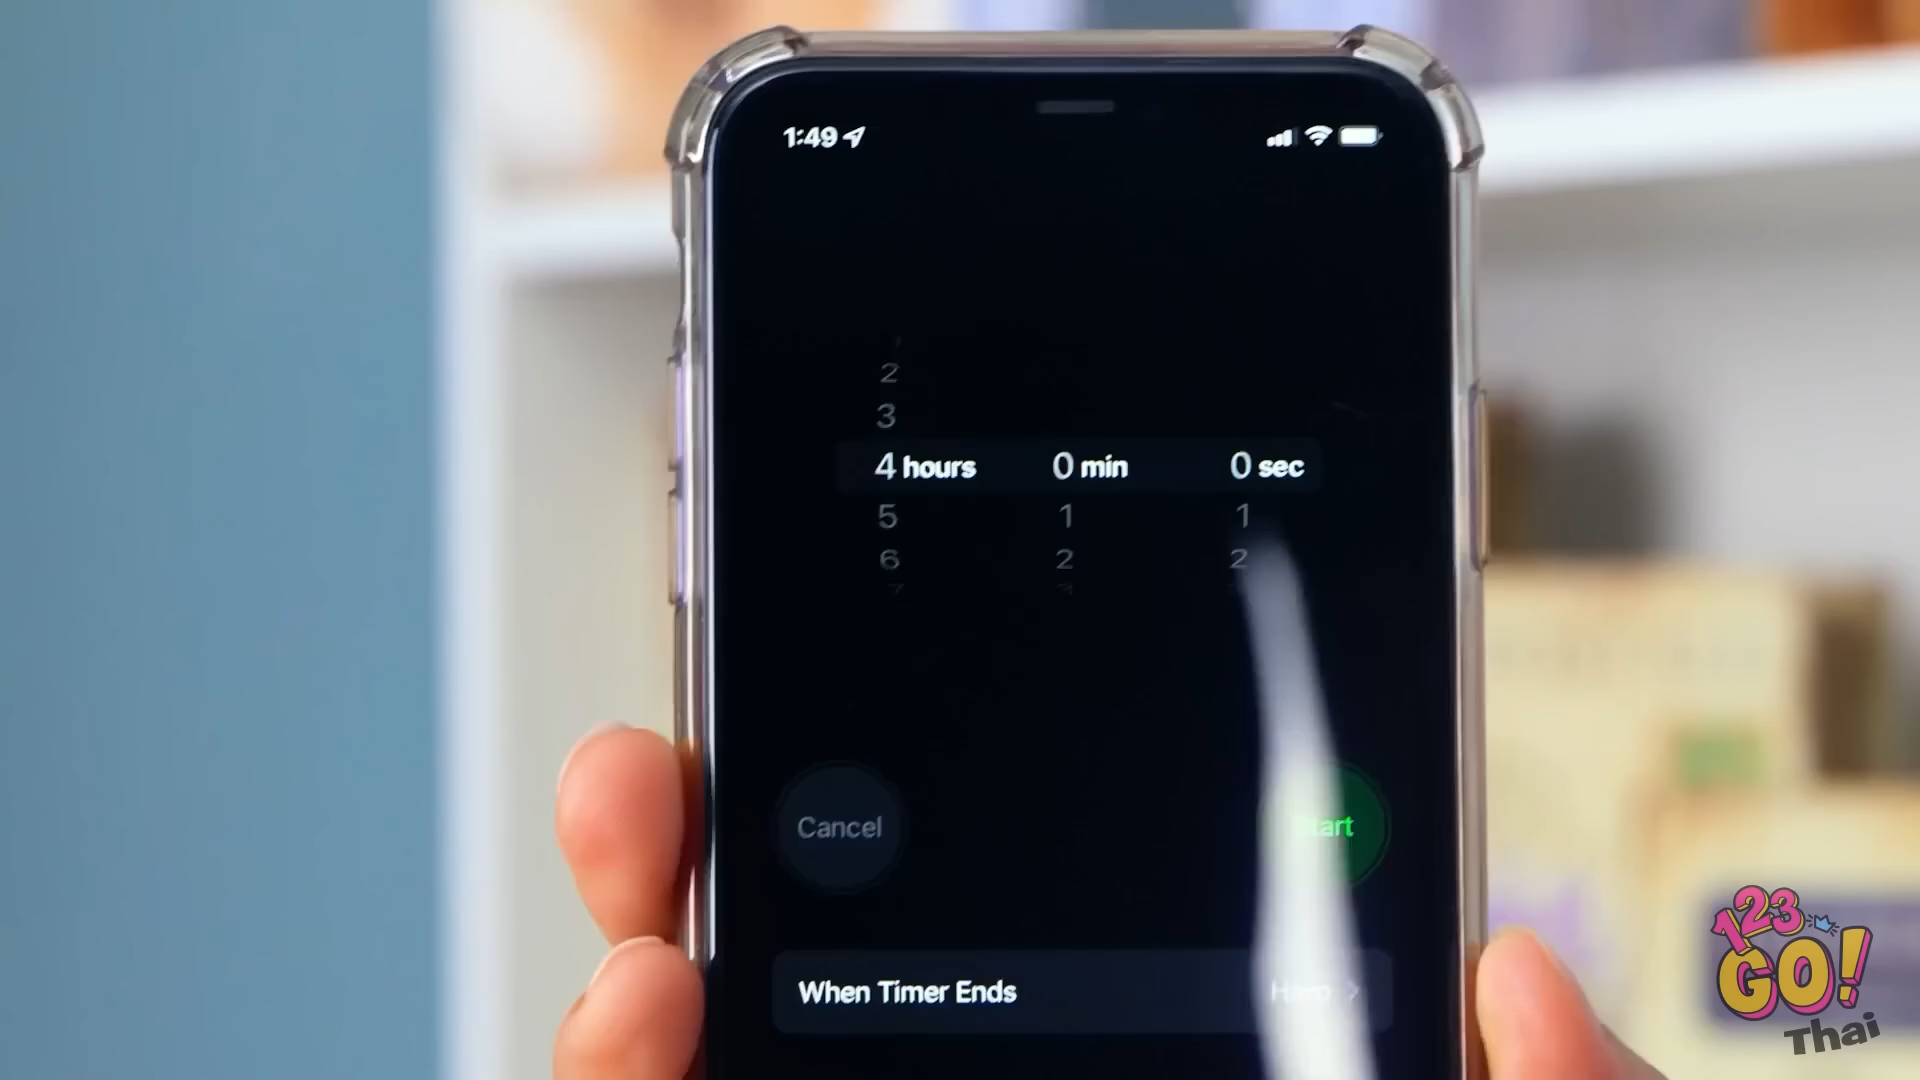 1:49
2
3
4 hours 0 min 0 sec
5 1 1
6 2 2
7
Cancel
When Timer Ends
123 GO!
Thai